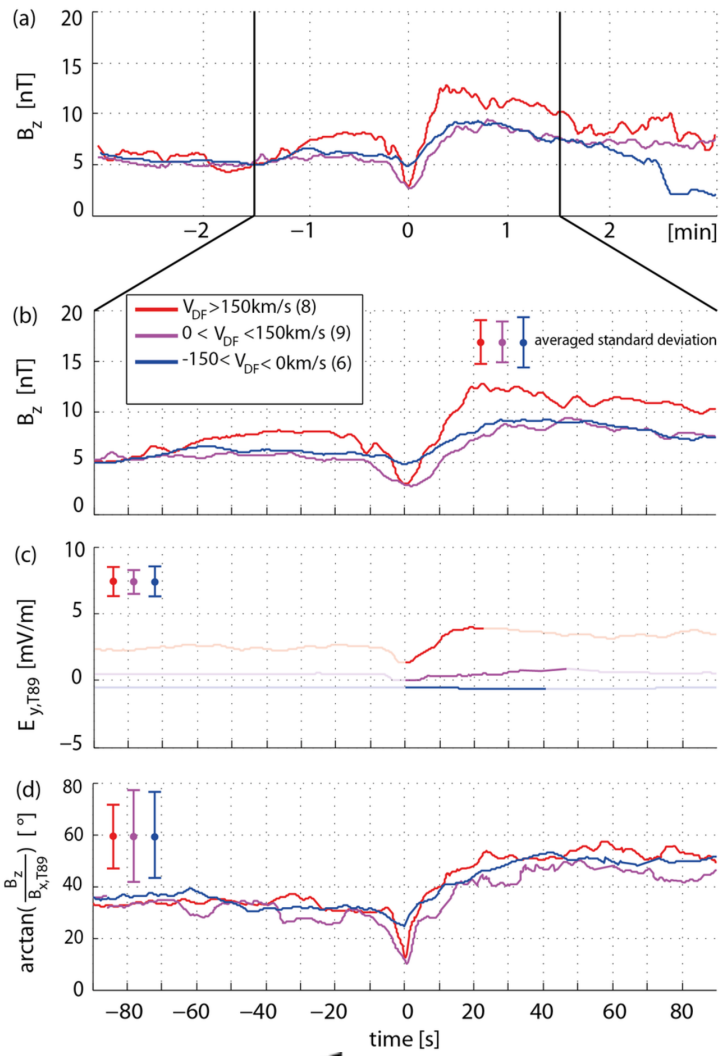 (a)
20
15
10
5
0
B_z [nT]
−2 −1 0 1 2 [min]
(b)
20
15
10
5
0
B_z [nT]
V_DF >150km/s (8)
0 < V_DF <150km/s (9)
-150< V_DF < 0km/s (6)
averaged standard deviation
(c)
10
5
0
−5
E_y,T89 [mV/m]
(d)
80
60
40
20
0
arctan(B_z/B_x,T89) [°]
−80 −60 −40 −20 0 20 40 60 80
time [s]